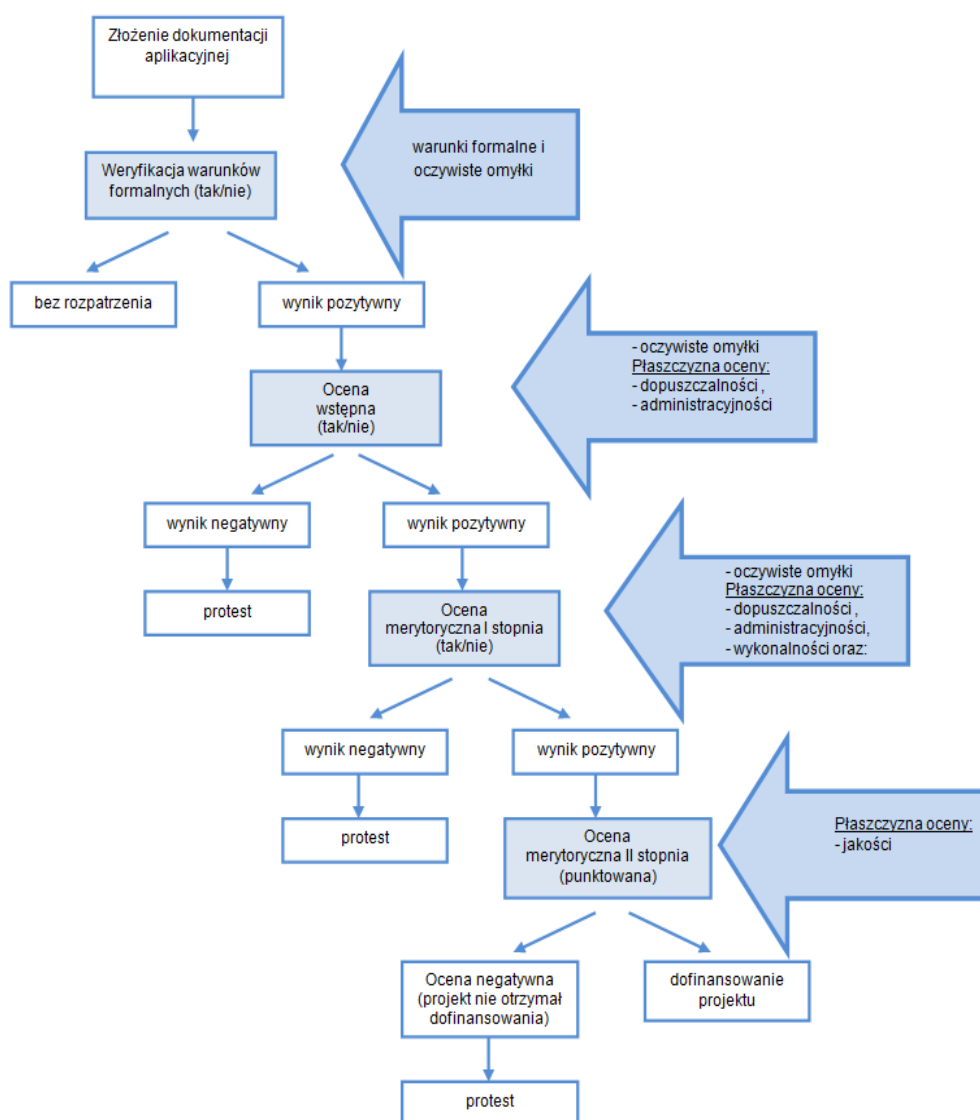 Złożenie dokumentacji
aplikacyjnej
warunki formalne i
oczywiste omyłki
Weryfikacja warunków
formalnych (tak/nie)
bez rozpatrzenia
wynik pozytywny
- oczywiste omyłki
Płaszczyzna oceny:
- dopuszczalności ,
- administracyjności
Ocena
wstępna
(tak/nie)
wynik negatywny
wynik pozytywny
- oczywiste omyłki
Płaszczyzna oceny:
- dopuszczalności ,
- administracyjności,
- wykonalności oraz:
protest
Ocena
merytoryczna I stopnia
(tak/nie)
wynik negatywny
wynik pozytywny
Płaszczyzna oceny:
- jakości
protest
Ocena
merytoryczna II stopnia
(punktowana)
Ocena negatywna
(projekt nie otrzymał
dofinansowania)
dofinansowanie
projektu
protest